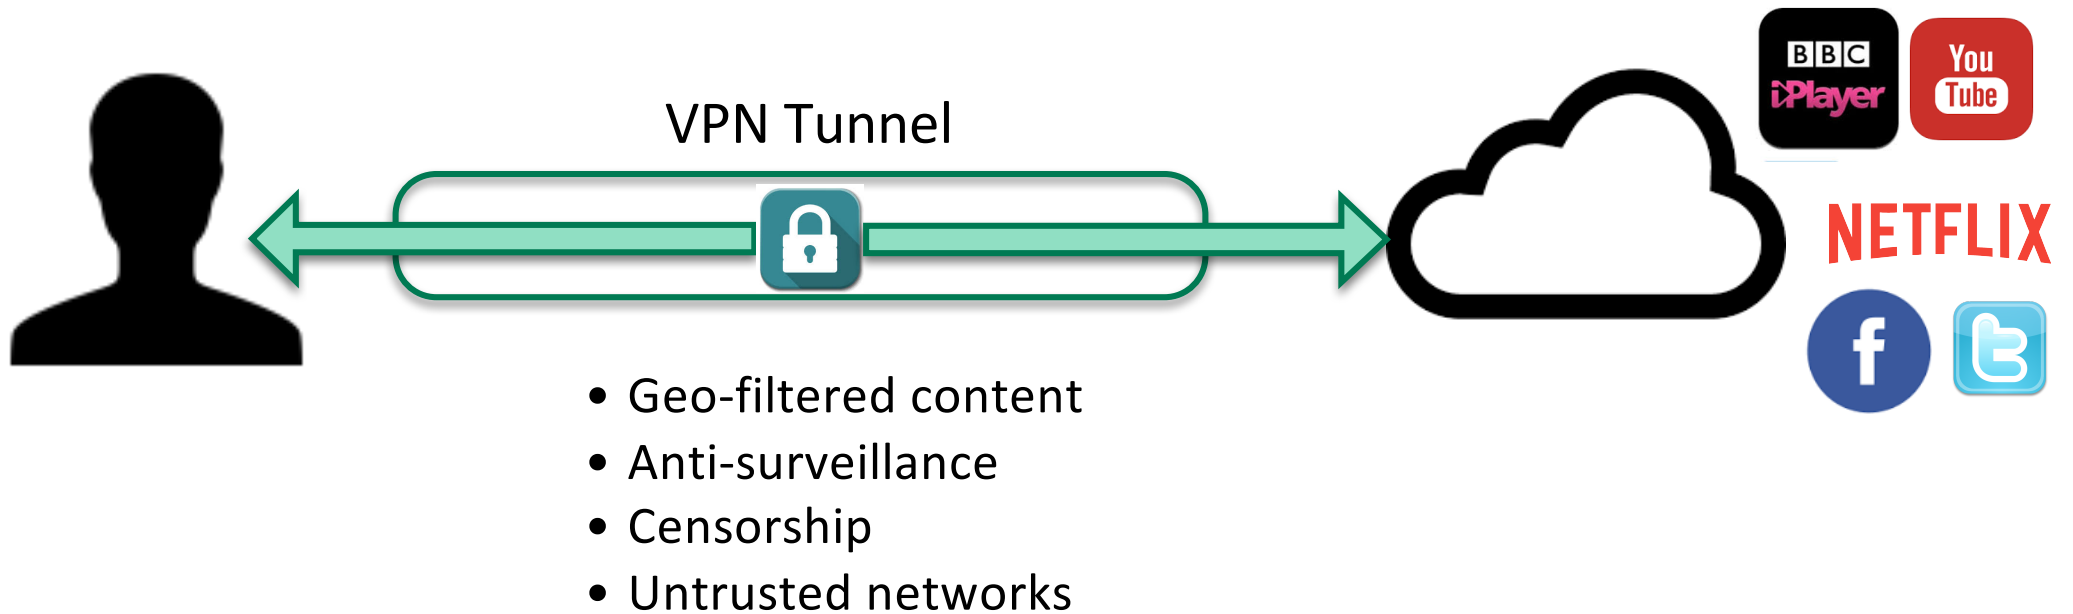 VPN Tunnel
BBC
iPlayer
You
Tube
NETFLIX
f
t
• Geo-filtered content
• Anti-surveillance
• Censorship
• Untrusted networks